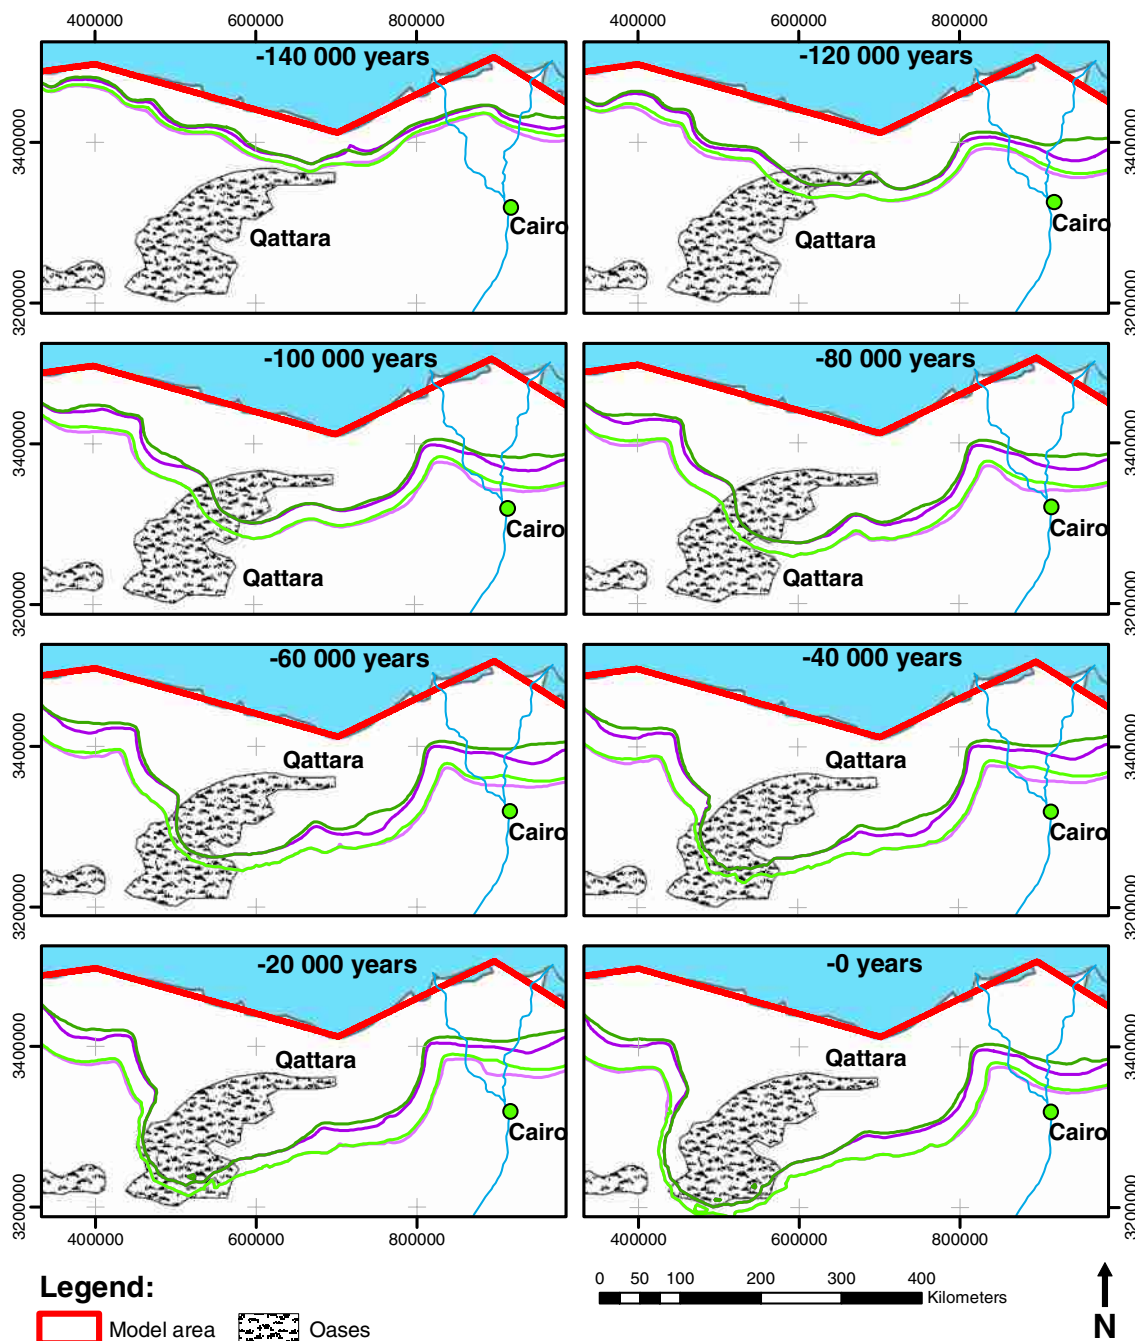 400000 600000 800000 400000 600000 800000
-140 000 years -120 000 years
3400000 3400000
Cairo Cairo
Qattara Qattara
3200000 3200000
-100 000 years -80 000 years
3400000 3400000
Cairo Cairo
Qattara Qattara
3200000 3200000
-60 000 years -40 000 years
3400000 3400000
Qattara Qattara
Cairo Cairo
3200000 3200000
-20 000 years -0 years
3400000 3400000
Qattara Qattara
Cairo Cairo
3200000 3200000
400000 600000 800000 400000 600000 800000
Legend:
0 50 100 200 300 400
Kilometers
Model area Oases
N